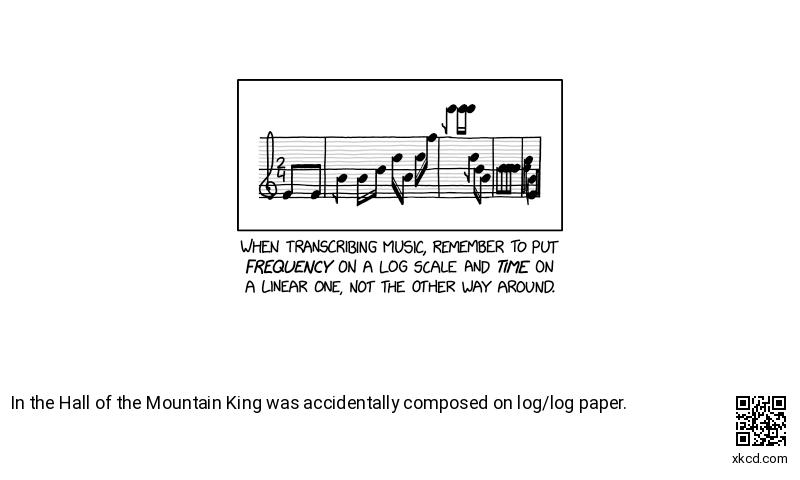 2
4
WHEN TRANSCRIBING MUSIC, REMEMBER TO PUT
FREQUENCY ON A LOG SCALE AND TIME ON
A LINEAR ONE, NOT THE OTHER WAY AROUND.
In the Hall of the Mountain King was accidentally composed on log/log paper.
xkcd.com